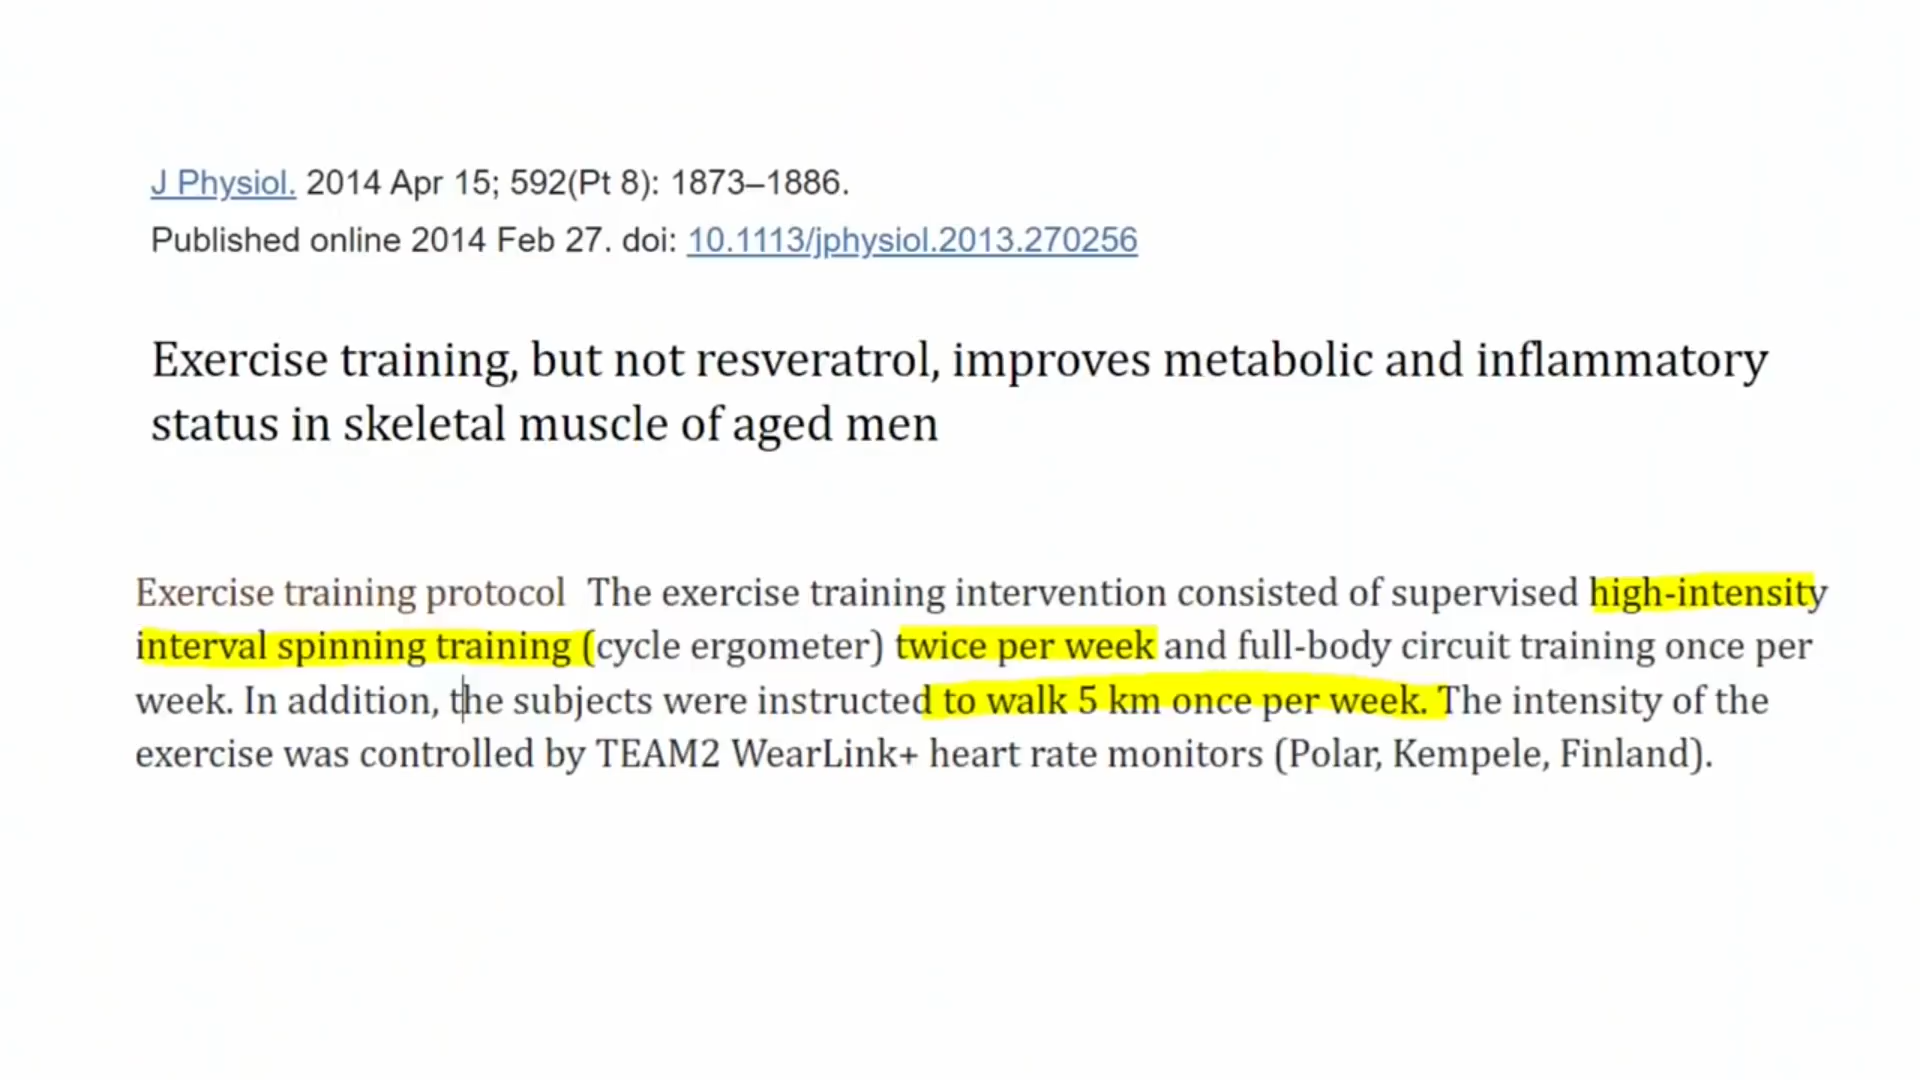 J Physiol. 2014 Apr 15; 592(Pt 8): 1873–1886.
Published online 2014 Feb 27. doi: 10.1113/jphysiol.2013.270256
Exercise training, but not resveratrol, improves metabolic and inflammatory
status in skeletal muscle of aged men
Exercise training protocol The exercise training intervention consisted of supervised high-intensity
interval spinning training (cycle ergometer) twice per week and full-body circuit training once per
week. In addition, the subjects were instructed to walk 5 km once per week. The intensity of the
exercise was controlled by TEAM2 WearLink+ heart rate monitors (Polar, Kempele, Finland).